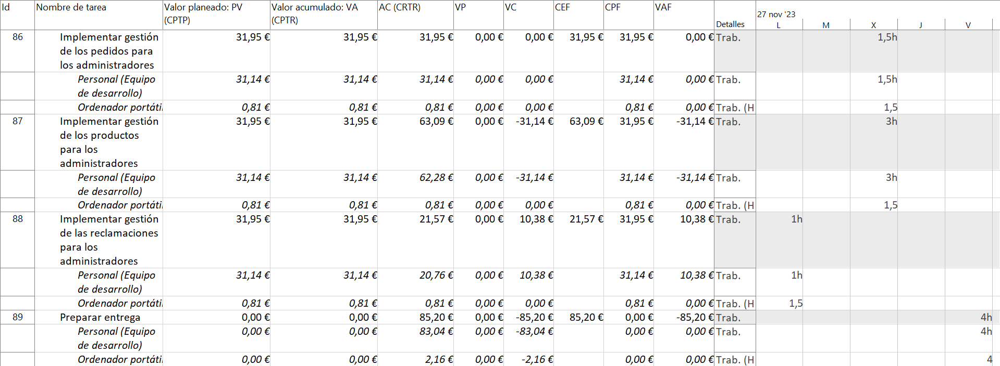 Id Nombre de tarea Valor planeado: PV Valor acumulado: VA AC (CRTR) VP VC CEF CPF VAF
(CPTP) (CPTR)
27 nov '23
Detalles L M X J V
86 Implementar gestión 31,95 € 31,95 € 31,95 € 0,00 € 0,00 € 31,95 € 31,95 € 0,00 € Trab. 1,5h
de los pedidos para
los administradores
Personal (Equipo 31,14 € 31,14 € 31,14 € 0,00 € 0,00 € 31,14 € 0,00 € Trab. 1,5h
de desarrollo)
Ordenador portáti 0,81 € 0,81 € 0,81 € 0,00 € 0,00 € 0,81 € 0,00 € Trab. (H 1,5
87 Implementar gestión 31,95 € 31,95 € 63,09 € 0,00 € -31,14 € 63,09 € 31,95 € -31,14 € Trab. 3h
de los productos
para los
administradores
Personal (Equipo 31,14 € 31,14 € 62,28 € 0,00 € -31,14 € 31,14 € -31,14 € Trab. 3h
de desarrollo)
Ordenador portáti 0,81 € 0,81 € 0,81 € 0,00 € 0,00 € 0,81 € 0,00 € Trab. (H 1,5
88 Implementar gestión 31,95 € 31,95 € 21,57 € 0,00 € 10,38 € 21,57 € 31,95 € 10,38 € Trab. 1h
de las reclamaciones
para los
administradores
Personal (Equipo 31,14 € 31,14 € 20,76 € 0,00 € 10,38 € 31,14 € 10,38 € Trab. 1h
de desarrollo)
Ordenador portáti 0,81 € 0,81 € 0,81 € 0,00 € 0,00 € 0,81 € 0,00 € Trab. (H 1,5
89 Preparar entrega 0,00 € 0,00 € 85,20 € 0,00 € -85,20 € 85,20 € 0,00 € -85,20 € Trab. 4h
Personal (Equipo 0,00 € 0,00 € 83,04 € 0,00 € -83,04 € 0,00 € 0,00 € Trab. 4h
de desarrollo)
Ordenador portáti 0,00 € 0,00 € 2,16 € 0,00 € -2,16 € 0,00 € 0,00 € Trab. (H 4